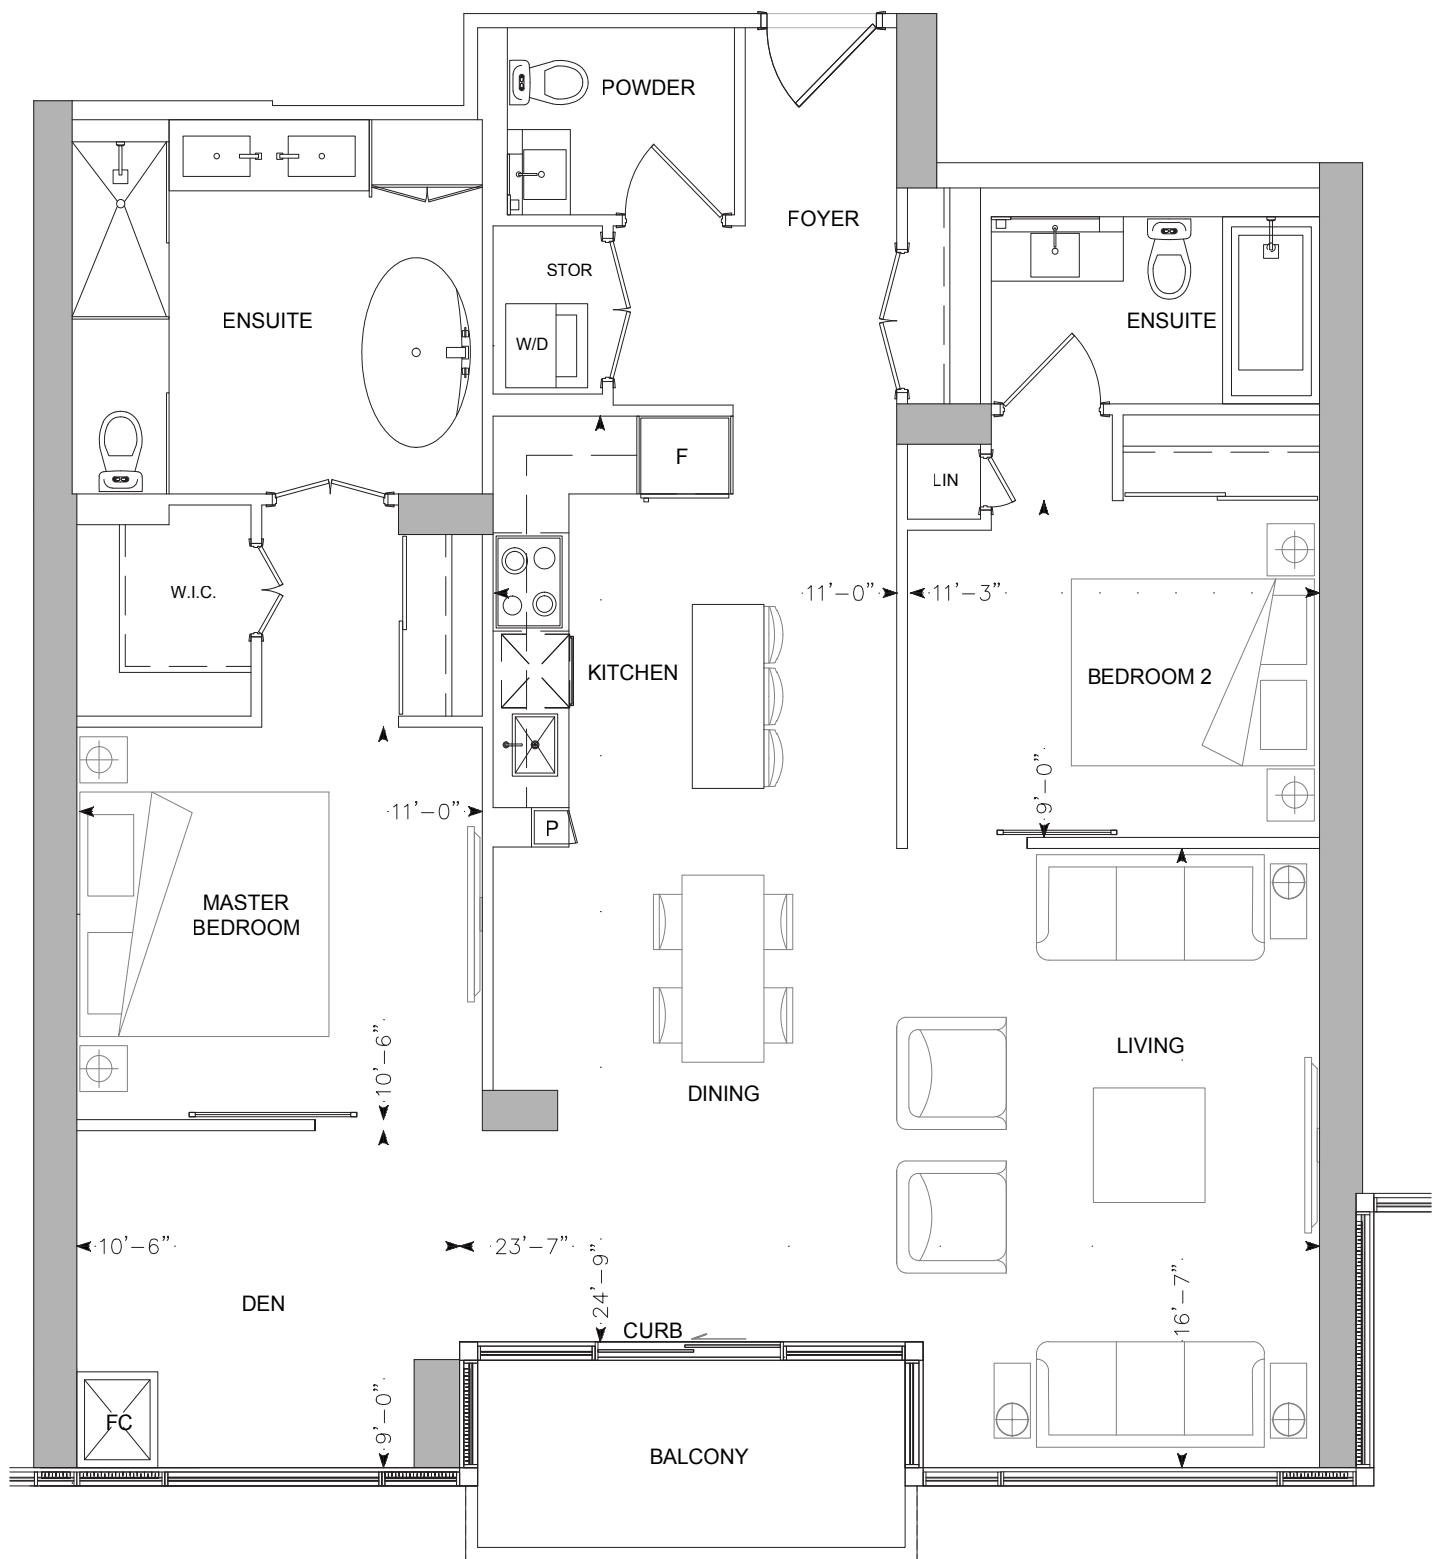 POWDER
FOYER
STOR
ENSUITE
ENSUITE
W/D
F
LIN
W.I.C.
11'-0"
11'-3"
KITCHEN
BEDROOM 2
9'-0"
11'-0"
P
MASTER
BEDROOM
10'-6"
LIVING
DINING
10'-6"
23'-7"
24'-9"
16'-7"
DEN
CURB
9'-0"
FC
BALCONY